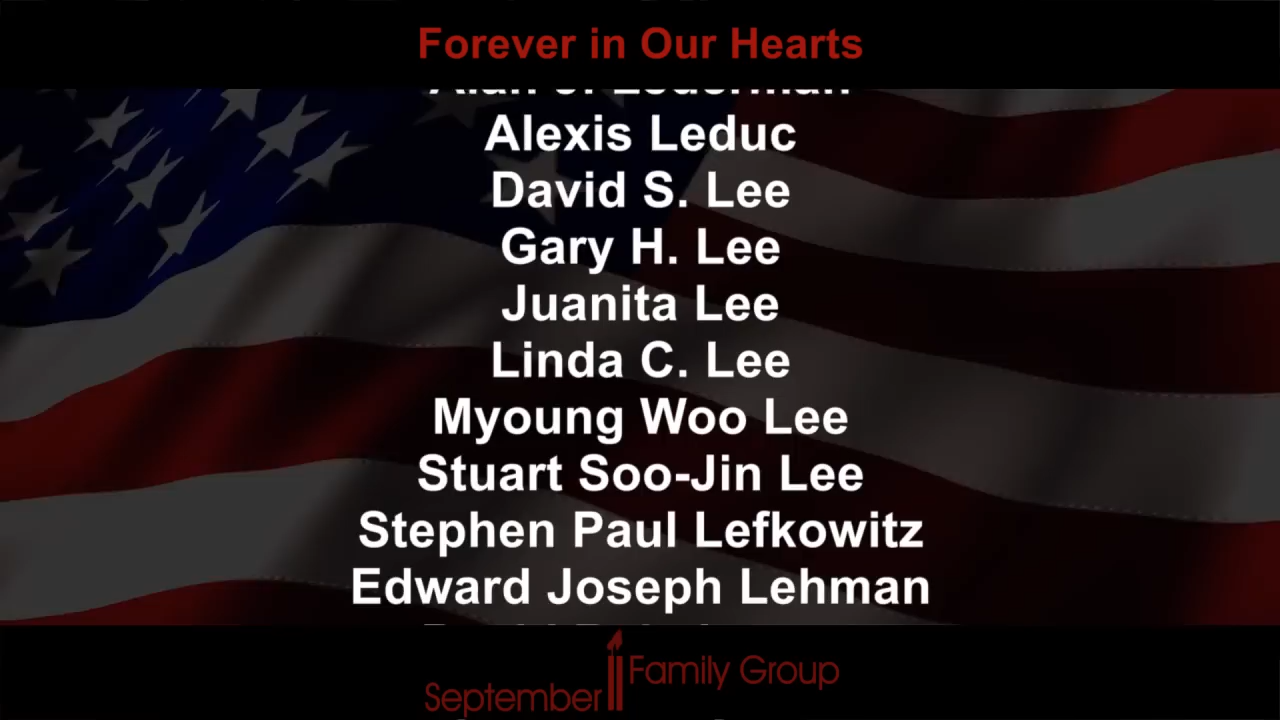 Forever in Our Hearts
Alexis Leduc
David S. Lee
Gary H. Lee
Juanita Lee
Linda C. Lee
Myoung Woo Lee
Stuart Soo-Jin Lee
Stephen Paul Lefkowitz
Edward Joseph Lehman
September 11 Family Group